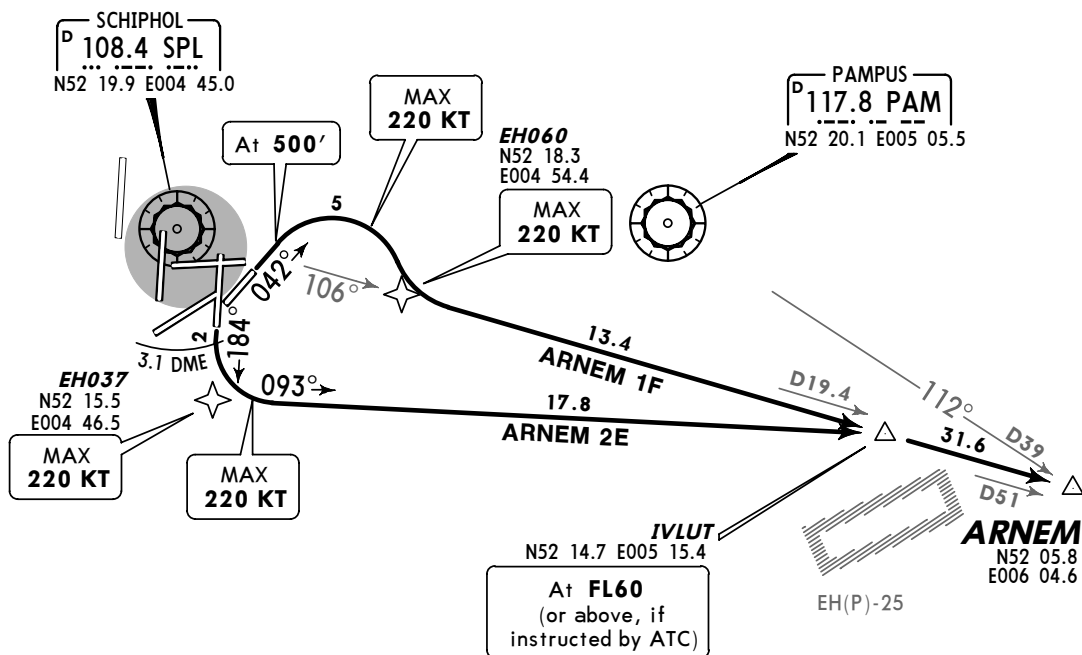 SCHIPHOL
D 108.4 SPL
N52 19.9 E004 45.0
PAMPUS
D 117.8 PAM
N52 20.1 E005 05.5
MAX
220 KT
At 500'
EH060
N52 18.3
E004 54.4
MAX
220 KT
5
042°
106°
184°
2
3.1 DME
093°
EH037
N52 15.5
E004 46.5
MAX
220 KT
MAX
220 KT
13.4
ARNEM 1F
17.8
ARNEM 2E
D19.4
112°
D39
31.6
D51
ARNEM
N52 05.8
E006 04.6
IVLUT
N52 14.7 E005 15.4
At FL60
(or above, if
instructed by ATC)
EH(P)-25